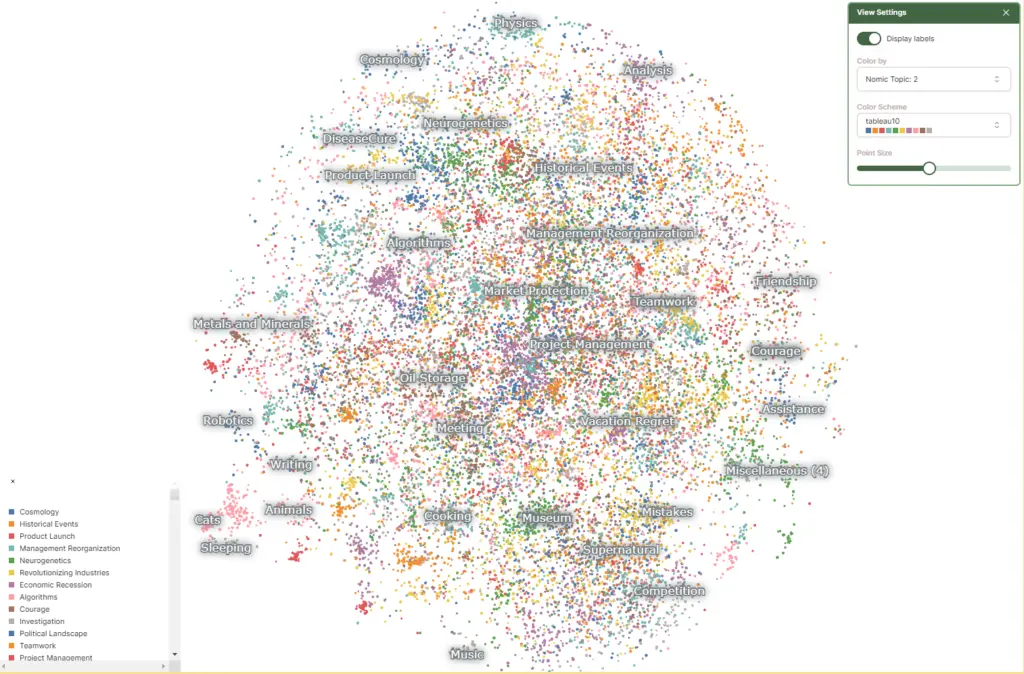 Physics
Cosmology
Analysis
Neurogenetics
DiseaseCure
Historical Events
Product Launch
Management Reorganization
Algorithms
Friendship
Market Protection
Teamwork
Metals and Minerals
Project Management
Courage
Oil Storage
Assistance
Robotics
Vacation Regret
Meeting
Writing
Miscellaneous (4)
Animals
Mistakes
Cooking
Museum
Cats
Sleeping
Supernatural
Competition
Music
View Settings
Display labels
Color by
Nomic Topic: 2
Color Scheme
tableau10
Point Size
Cosmology
Historical Events
Product Launch
Management Reorganization
Neurogenetics
Revolutionizing Industries
Economic Recession
Algorithms
Courage
Investigation
Political Landscape
Teamwork
Project Management